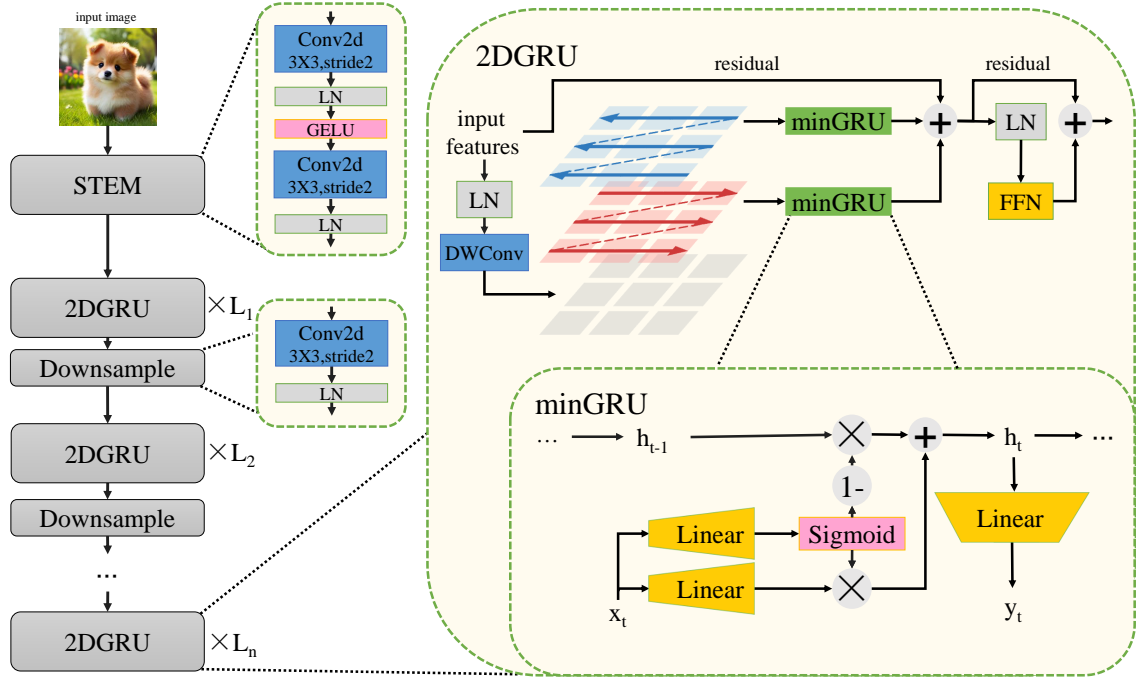 input image
STEM
2DGRU
×L1
Downsample
2DGRU
×L2
Downsample
...
2DGRU
×Ln
Conv2d
3X3,stride2
LN
GELU
Conv2d
3X3,stride2
LN
Conv2d
3X3,stride2
LN
2DGRU
residual
residual
input
features
LN
DWConv
minGRU
minGRU
+
LN
FFN
+
minGRU
...
ht-1
×
+
ht
...
1-
Linear
Sigmoid
Linear
×
xt
Linear
yt